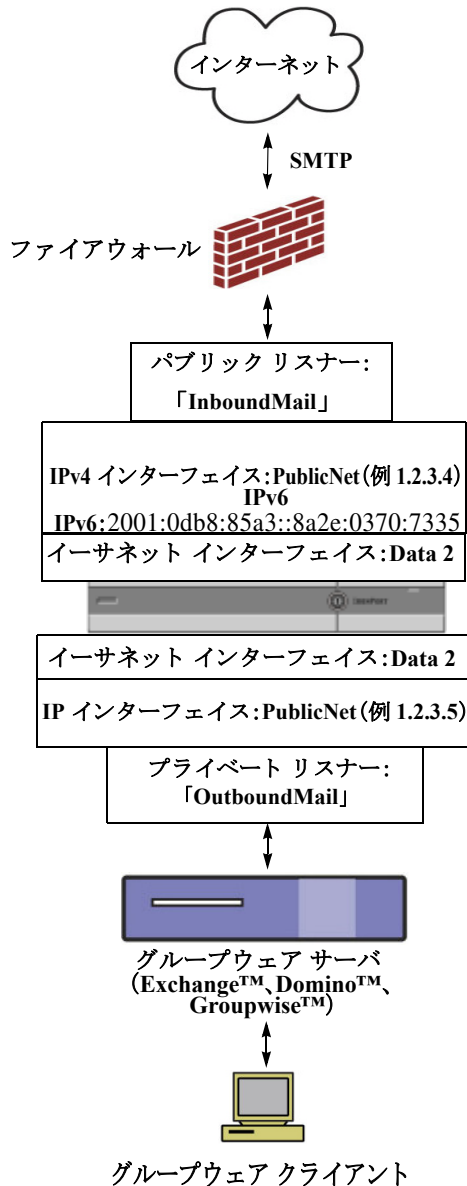 インターネット
SMTP
ファイアウォール
パブリック リスナー:
「InboundMail」
IPv4 インターフェイス:PublicNet(例 1.2.3.4)
IPv6
IPv6:2001:0db8:85a3::8a2e:0370:7335
イーサネット インターフェイス:Data 2
IRONPORT
イーサネット インターフェイス:Data 2
IP インターフェイス:PublicNet(例 1.2.3.5)
プライベート リスナー:
「OutboundMail」
グループウェア サーバ
(Exchange™、Domino™、
Groupwise™)
グループウェア クライアント